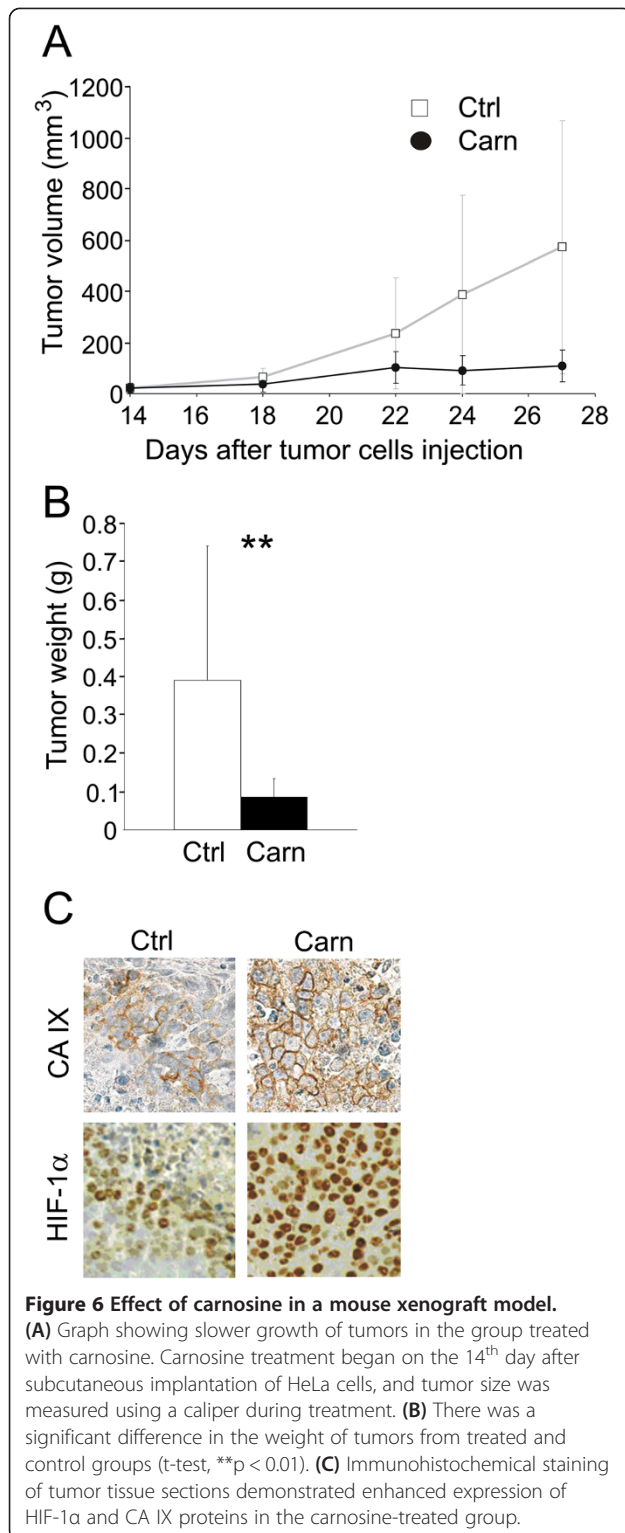 A
1200
1000
800
600
400
200
0
Tumor volume (mm³)
Ctrl
Carn
14 16 18 20 22 24 26 28
Days after tumor cells injection
B
0.8
0.7
0.6
0.5
0.4
0.3
0.2
0.1
0
Tumor weight (g)
**
Ctrl Carn
C
Ctrl Carn
CA IX
HIF-1α
Figure 6 Effect of carnosine in a mouse xenograft model.
(A) Graph showing slower growth of tumors in the group treated
with carnosine. Carnosine treatment began on the 14th day after
subcutaneous implantation of HeLa cells, and tumor size was
measured using a caliper during treatment. (B) There was a
significant difference in the weight of tumors from treated and
control groups (t-test, **p < 0.01). (C) Immunohistochemical staining
of tumor tissue sections demonstrated enhanced expression of
HIF-1α and CA IX proteins in the carnosine-treated group.